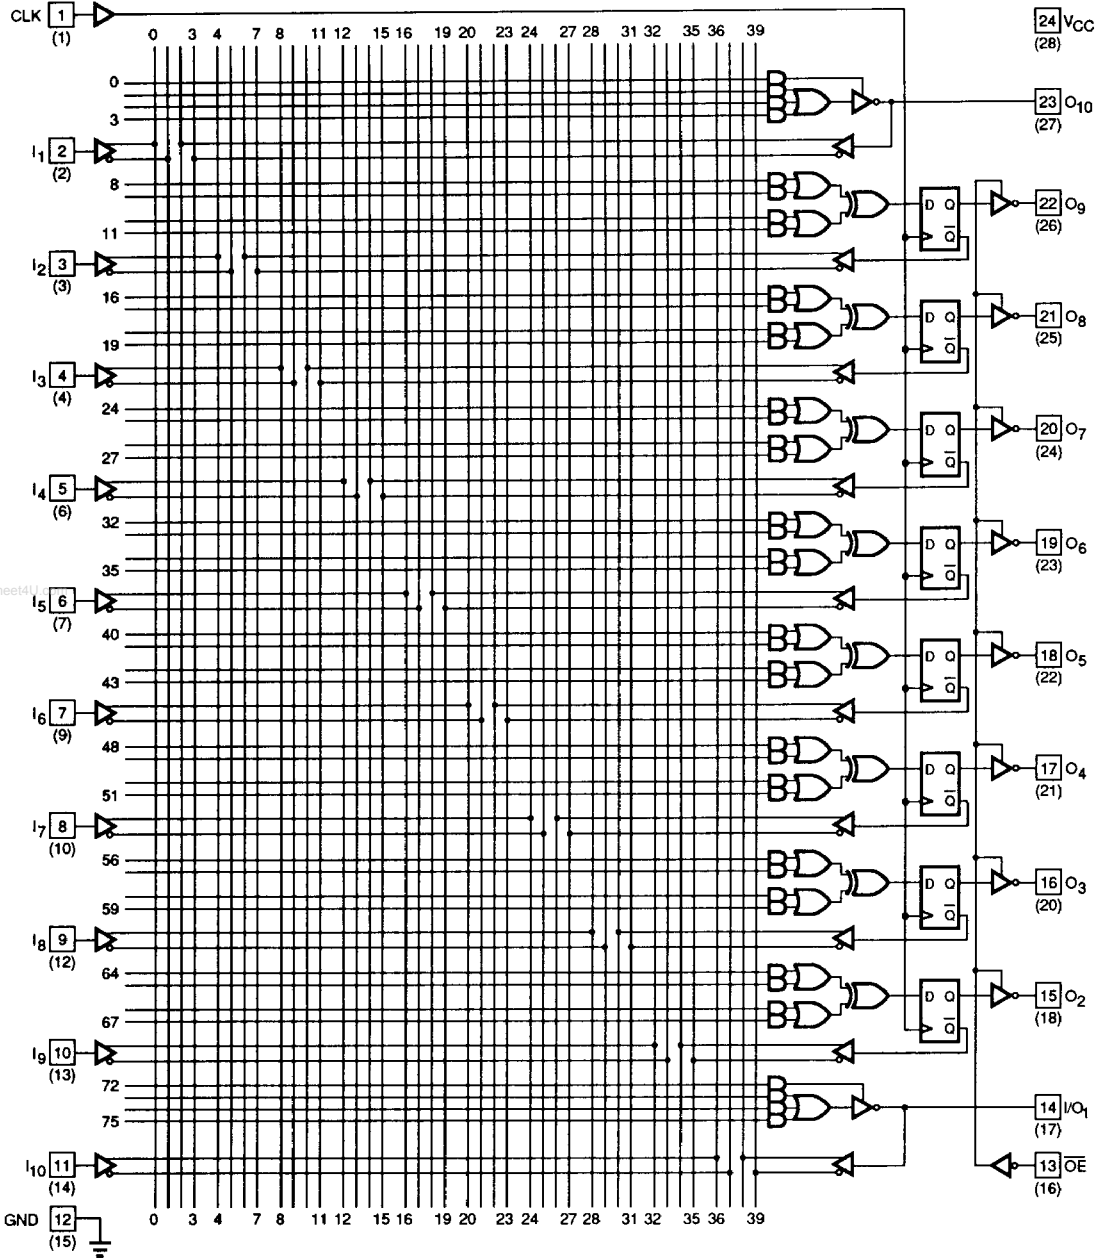 CLK 1 24 VCC
(1) (28)
0 3 4 7 8 11 12 15 16 19 20 23 24 27 28 31 32 35 36 39
0
23 O10
3 (27)
I1 2
(2)
8
D Q 22 O9
(26)
11 Q
I2 3
(3)
16
D Q 21 O8
(25)
19 Q
I3 4
(4)
24
D Q 20 O7
(24)
27 Q
I4 5
(6)
32
D Q 19 O6
(23)
35 Q
I5 6
(7)
40
D Q 18 O5
(22)
43 Q
I6 7
(9)
48
D Q 17 O4
(21)
51 Q
I7 8
(10)
56
D Q 16 O3
(20)
59 Q
I8 9
(12)
64
D Q 15 O2
(18)
67 Q
I9 10
(13)
72
14 I/O1
75 (17)
I10 11 13 OE
(14) (16)
GND 12
(15)
0 3 4 7 8 11 12 15 16 19 20 23 24 27 28 31 32 35 36 39